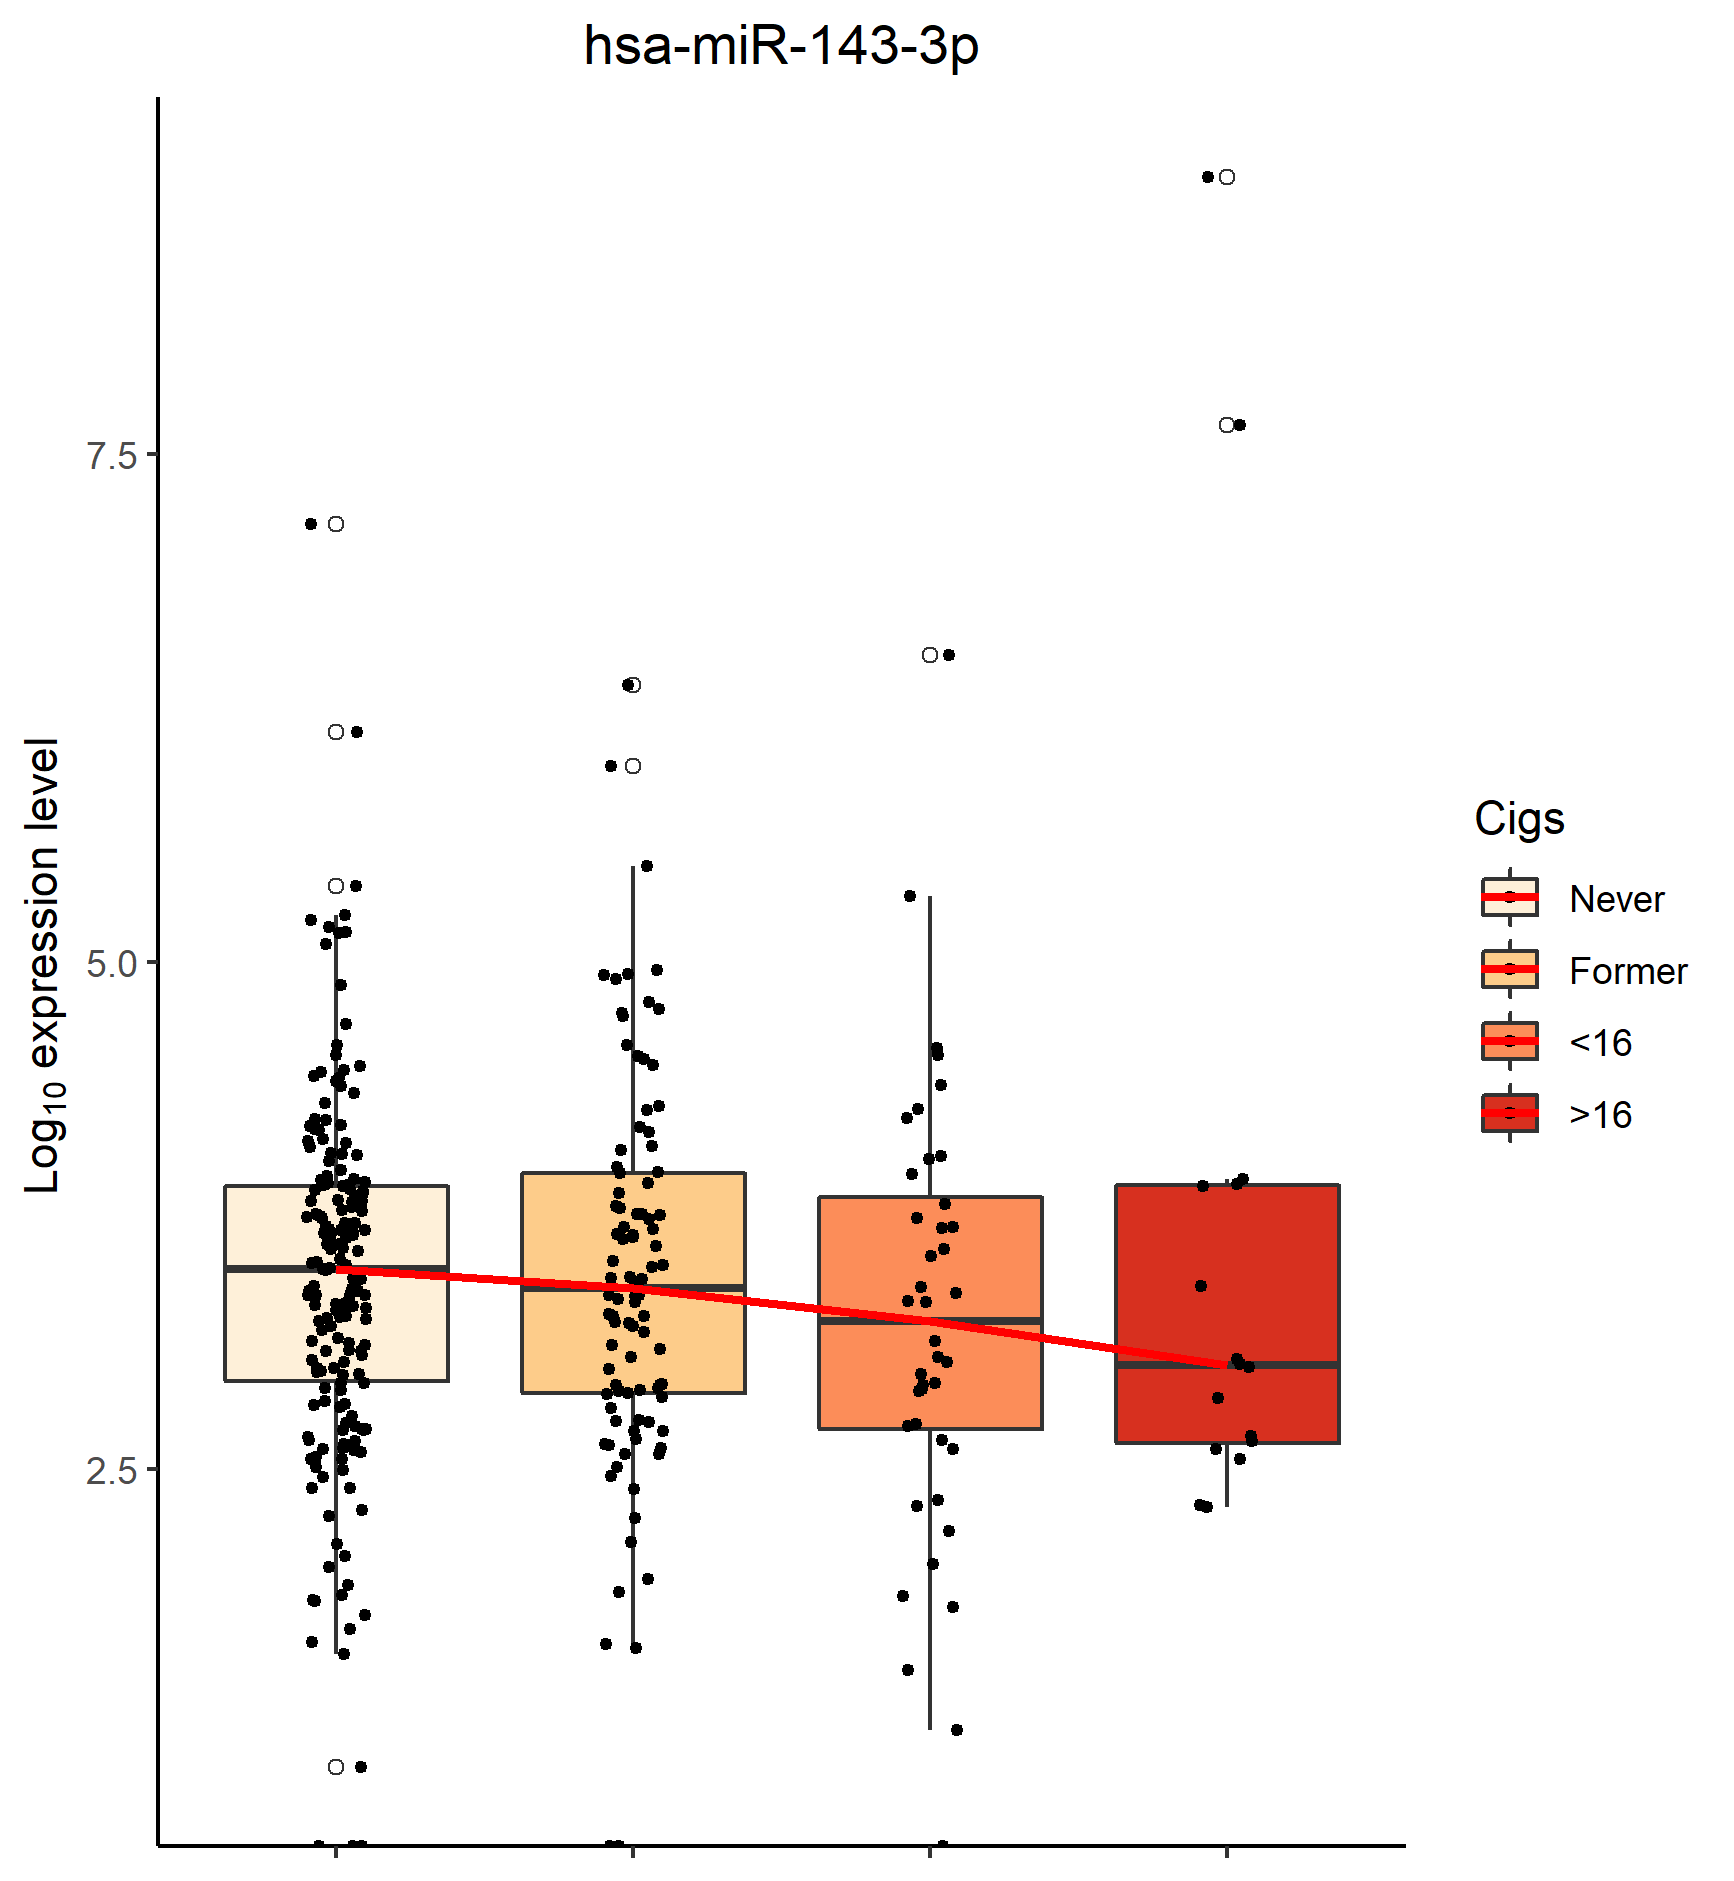 hsa-miR-143-3p
Log₁₀ expression level
7.5
5.0
2.5
Cigs
Never
Former
<16
>16